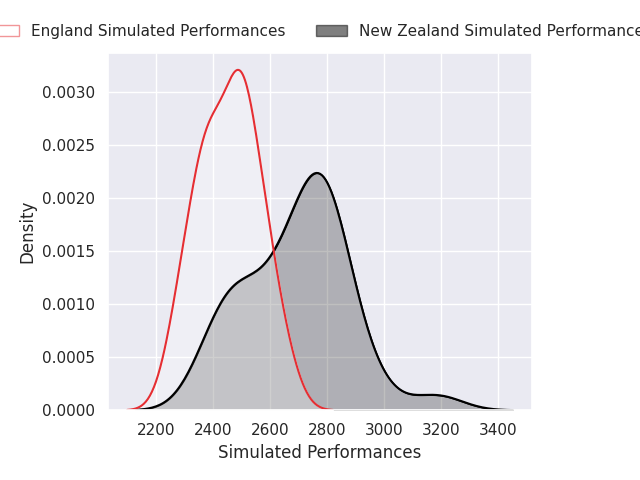 England Simulated Performances New Zealand Simulated Performance
0.0030
0.0025
0.0020
0.0015
0.0010
0.0005
0.0000
Density
2200 2400 2600 2800 3000 3200 3400
Simulated Performances